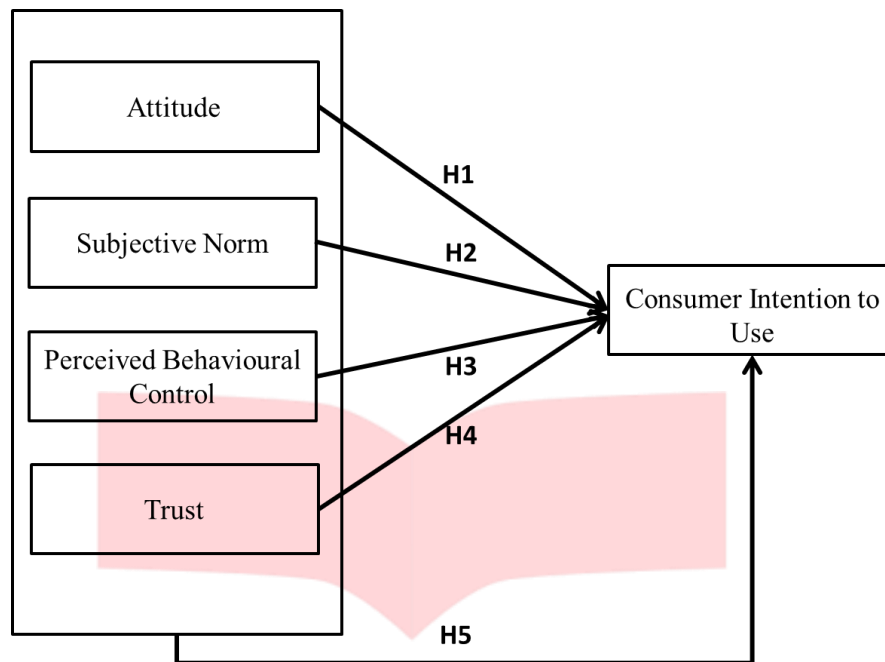 Attitude
H1
Subjective Norm
H2
Consumer Intention to
Use
Perceived Behavioural
Control
H3
H4
Trust
H5